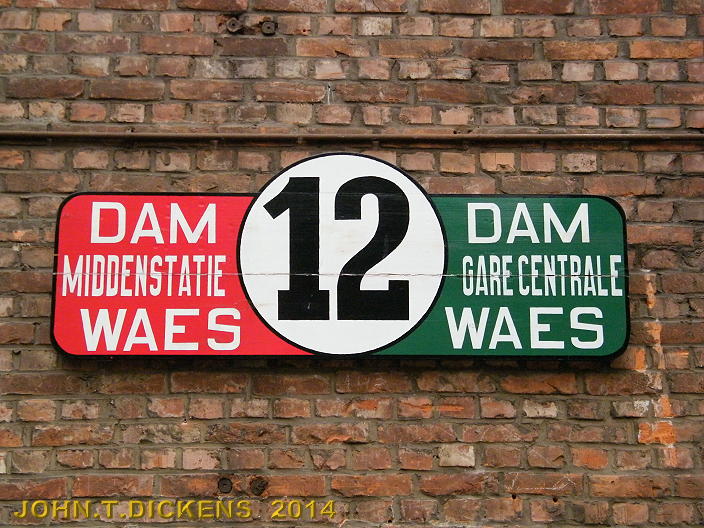 DAM
MIDDENSTATIE
WAES
12
DAM
GARE CENTRALE
WAES
JOHN.T.DICKENS. 2014